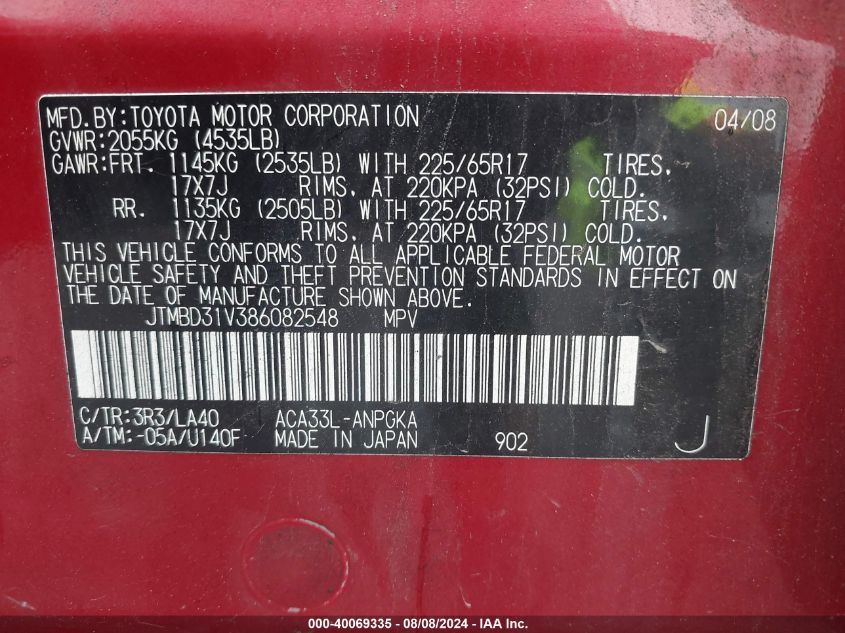 MFD.BY:TOYOTA MOTOR CORPORATION 04/08
GVWR:2055KG (4535LB)
GAWR:FRT. 1145KG (2535LB) WITH 225/65R17 TIRES,
17X7J RIMS, AT 220KPA (32PSI) COLD.
RR. 1135KG (2505LB) WITH 225/65R17 TIRES,
17X7J RIMS, AT 220KPA (32PSI) COLD.
THIS VEHICLE CONFORMS TO ALL APPLICABLE FEDERAL MOTOR
VEHICLE SAFETY AND THEFT PREVENTION STANDARDS IN EFFECT ON
THE DATE OF MANUFACTURE SHOWN ABOVE.
JTMBD31V386082548 MPV
C/TR:3R3/LA40 ACA33L-ANPGKA
A/TM:-05A/U140F MADE IN JAPAN 902 J
000-40069335 - 08/08/2024 - IAA Inc.